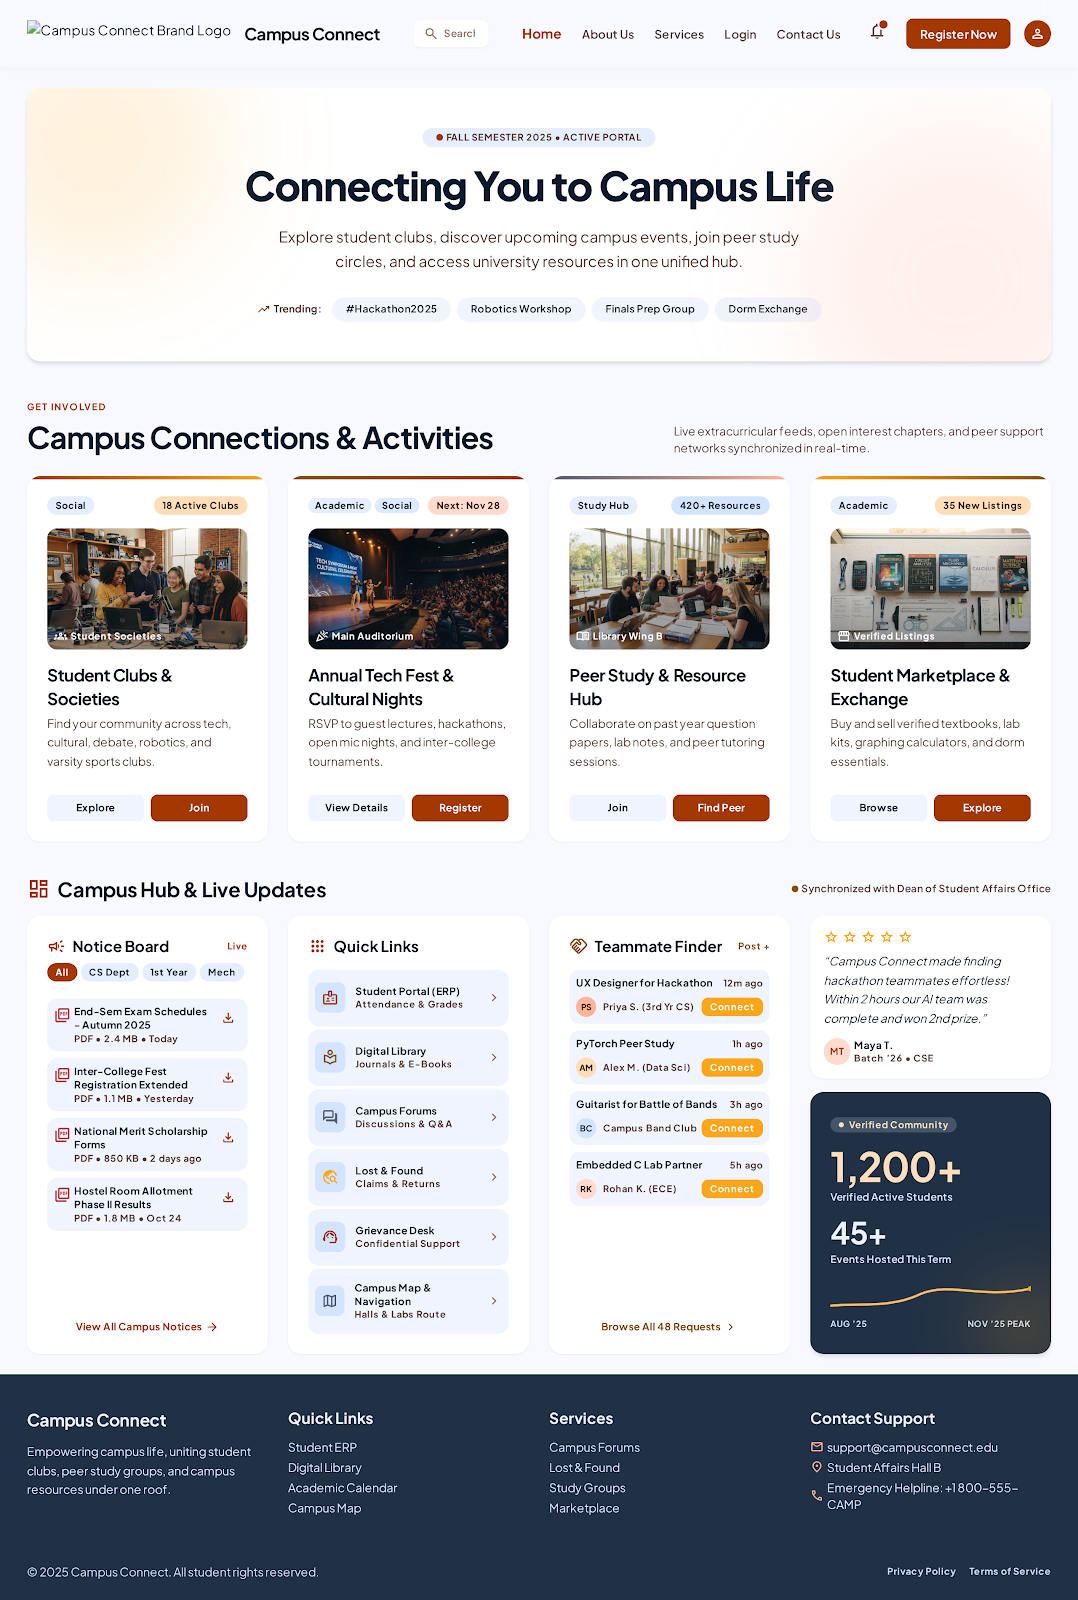 Campus Connect Brand Logo
Campus Connect
Search
Home
About Us
Services
Login
Contact Us
Register Now
FALL SEMESTER 2025 • ACTIVE PORTAL
Connecting You to Campus Life
Explore student clubs, discover upcoming campus events, join peer study
circles, and access university resources in one unified hub.
Trending:
#Hackathon2025
Robotics Workshop
Finals Prep Group
Dorm Exchange
GET INVOLVED
Campus Connections & Activities
Live extracurricular feeds, open interest chapters, and peer support
networks synchronized in real-time.
Social
18 Active Clubs
Student Societies
Student Clubs &
Societies
Find your community across tech,
cultural, debate, robotics, and
varsity sports clubs.
Explore
Join
Academic
Social
Next: Nov 28
TECH SYMPOSIUM & NIGHT
CULTURAL CELEBRATION
Main Auditorium
Annual Tech Fest &
Cultural Nights
RSVP to guest lectures, hackathons,
open mic nights, and inter-college
tournaments.
View Details
Register
Study Hub
420+ Resources
Library Wing B
Peer Study & Resource
Hub
Collaborate on past year question
papers, lab notes, and peer tutoring
sessions.
Join
Find Peer
Academic
35 New Listings
CALCULUS
Verified Listings
Student Marketplace &
Exchange
Buy and sell verified textbooks, lab
kits, graphing calculators, and dorm
essentials.
Browse
Explore
Campus Hub & Live Updates
Synchronized with Dean of Student Affairs Office
Notice Board
Live
All
CS Dept
1st Year
Mech
End-Sem Exam Schedules
– Autumn 2025
PDF • 2.4 MB • Today
Inter-College Fest
Registration Extended
PDF • 1.1 MB • Yesterday
National Merit Scholarship
Forms
PDF • 850 KB • 2 days ago
Hostel Room Allotment
Phase II Results
PDF • 1.8 MB • Oct 24
View All Campus Notices
Quick Links
Student Portal (ERP)
Attendance & Grades
Digital Library
Journals & E-Books
Campus Forums
Discussions & Q&A
Lost & Found
Claims & Returns
Grievance Desk
Confidential Support
Campus Map &
Navigation
Halls & Labs Route
Teammate Finder
Post +
UX Designer for Hackathon
12m ago
PS
Priya S. (3rd Yr CS)
Connect
PyTorch Peer Study
1h ago
AM
Alex M. (Data Sci)
Connect
Guitarist for Battle of Bands
3h ago
BC
Campus Band Club
Connect
Embedded C Lab Partner
5h ago
RK
Rohan K. (ECE)
Connect
Browse All 48 Requests
“Campus Connect made finding
hackathon teammates effortless!
Within 2 hours our AI team was
complete and won 2nd prize.”
MT
Maya T.
Batch ’26 • CSE
Verified Community
1,200+
Verified Active Students
45+
Events Hosted This Term
AUG ’25
NOV ’25 PEAK
Campus Connect
Empowering campus life, uniting student
clubs, peer study groups, and campus
resources under one roof.
Quick Links
Student ERP
Digital Library
Academic Calendar
Campus Map
Services
Campus Forums
Lost & Found
Study Groups
Marketplace
Contact Support
support@campusconnect.edu
Student Affairs Hall B
Emergency Helpline: +1 800-555-
CAMP
© 2025 Campus Connect. All student rights reserved.
Privacy Policy
Terms of Service